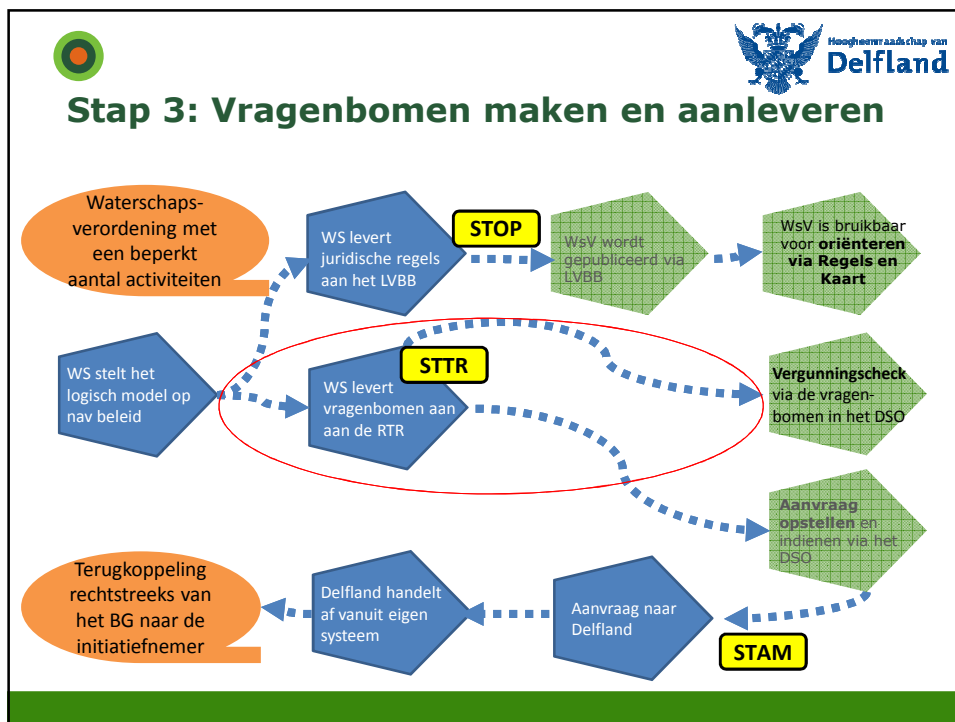 Hoogheemraadschap van
Delfland
Stap 3: Vragenbomen maken en aanleveren
Waterschaps-
verordening met
een beperkt
aantal activiteiten
WS levert
juridische regels
aan het LVBB
STOP
WsV wordt
gepubliceerd via
LVBB
WsV is bruikbaar
voor oriënteren
via Regels en
Kaart
WS stelt het
logisch model op
nav beleid
STTR
WS levert
vragenbomen aan
aan de RTR
Vergunningscheck
via de vragen-
bomen in het DSO
Aanvraag
opstellen en
indienen via het
DSO
Terugkoppeling
rechtstreeks van
het BG naar de
initiatiefnemer
Delfland handelt
af vanuit eigen
systeem
Aanvraag naar
Delfland
STAM